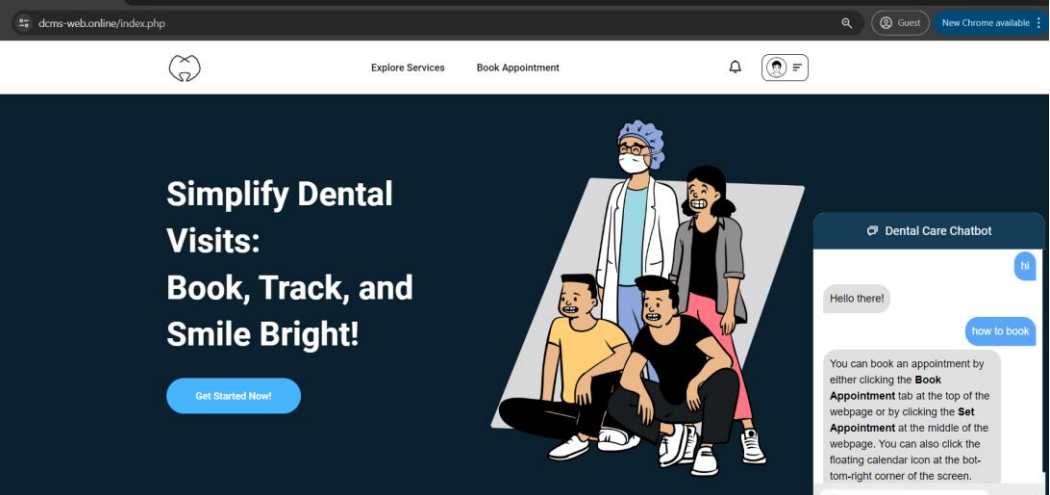 dcms-web.online/index.php
Guest
New Chrome available
Explore Services
Book Appointment
Simplify Dental
Visits:
Book, Track, and
Smile Bright!
Get Started Now!
Dental Care Chatbot
hi
Hello there!
how to book
You can book an appointment by
either clicking the Book
Appointment tab at the top of the
webpage or by clicking the Set
Appointment at the middle of the
webpage. You can also click the
floating calendar icon at the bot-
tom-right corner of the screen.